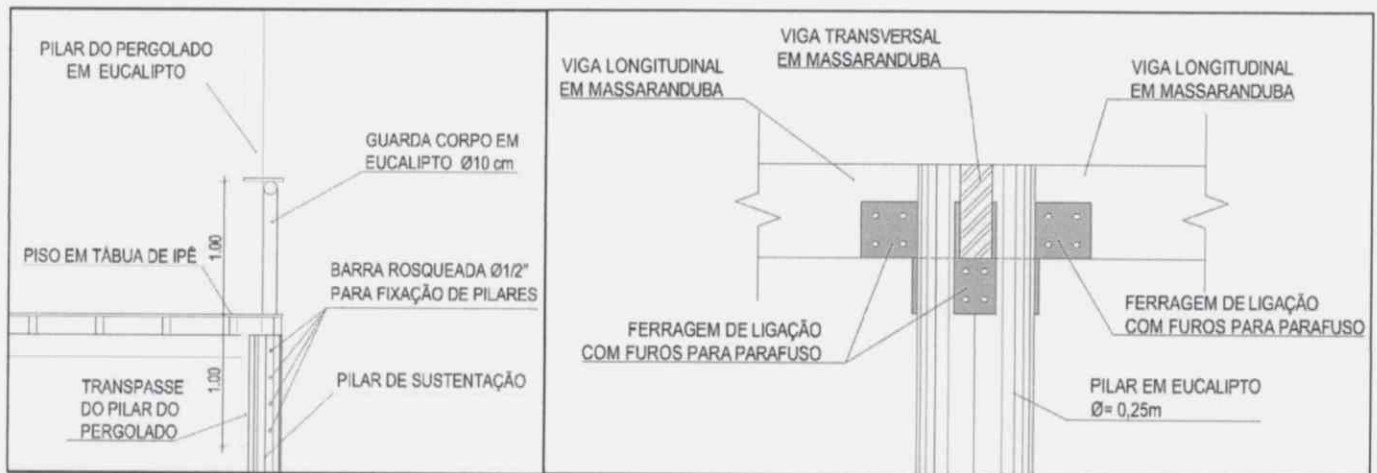 PILAR DO PERGOLADO
EM EUCALIPTO
GUARDA CORPO EM
EUCALIPTO Ø10 cm
1.00
PISO EM TÁBUA DE IPÊ
BARRA ROSQUEADA Ø1/2"
PARA FIXAÇÃO DE PILARES
1.00
TRANSPASSE
DO PILAR DO
PERGOLADO
PILAR DE SUSTENTAÇÃO
VIGA TRANSVERSAL
EM MASSARANDUBA
VIGA LONGITUDINAL
EM MASSARANDUBA
VIGA LONGITUDINAL
EM MASSARANDUBA
FERRAGEM DE LIGAÇÃO
COM FUROS PARA PARAFUSO
FERRAGEM DE LIGAÇÃO
COM FUROS PARA PARAFUSO
PILAR EM EUCALIPTO
Ø= 0,25m